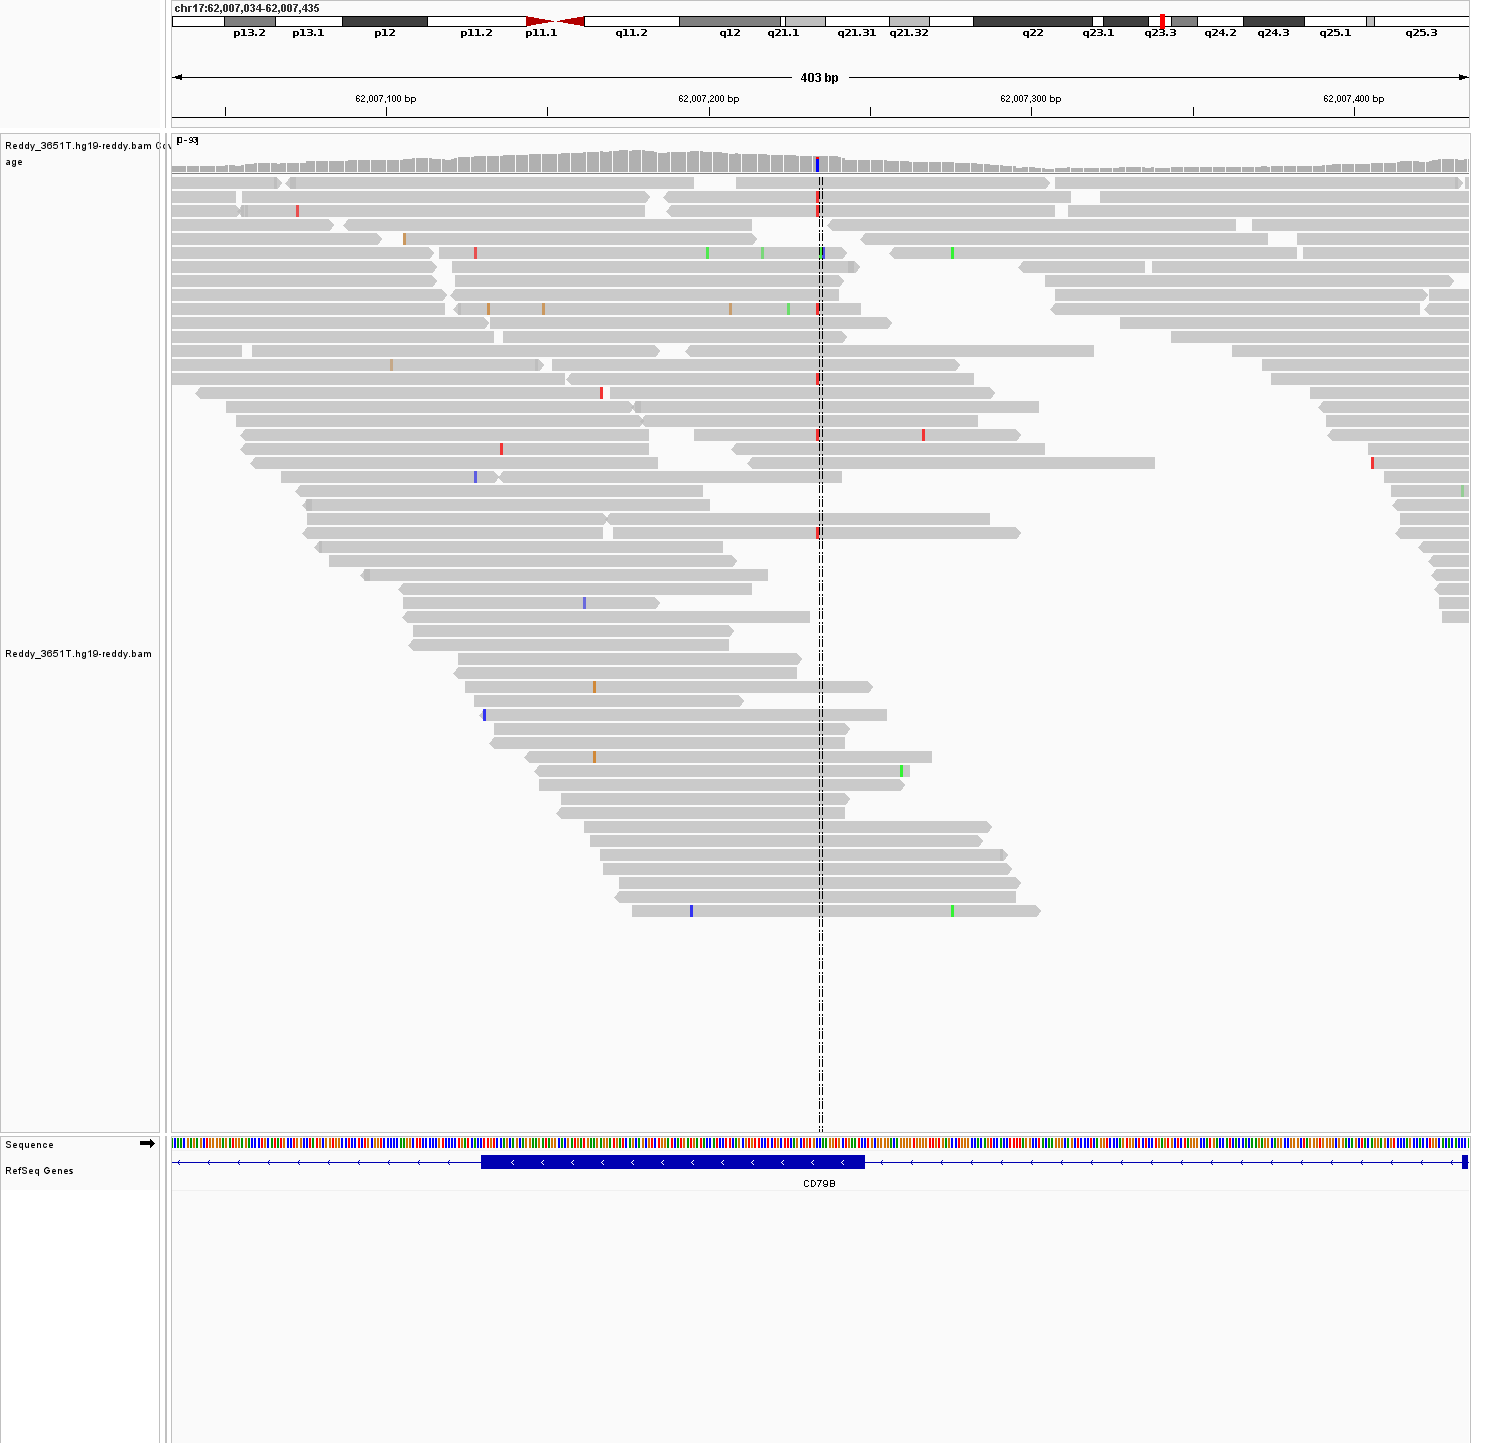 chr17:62,007,034-62,007,435
p13.2 p13.1 p12 p11.2 p11.1 q11.2 q12 q21.1 q21.31 q21.32 q22 q23.1 q23.3 q24.2 q24.3 q25.1 q25.3
403 bp
62,007,100 bp 62,007,200 bp 62,007,300 bp 62,007,400 bp
[0-93]
Reddy_3651T.hg19-reddy.bam Cov
age
Reddy_3651T.hg19-reddy.bam
Sequence
RefSeq Genes
CD79B